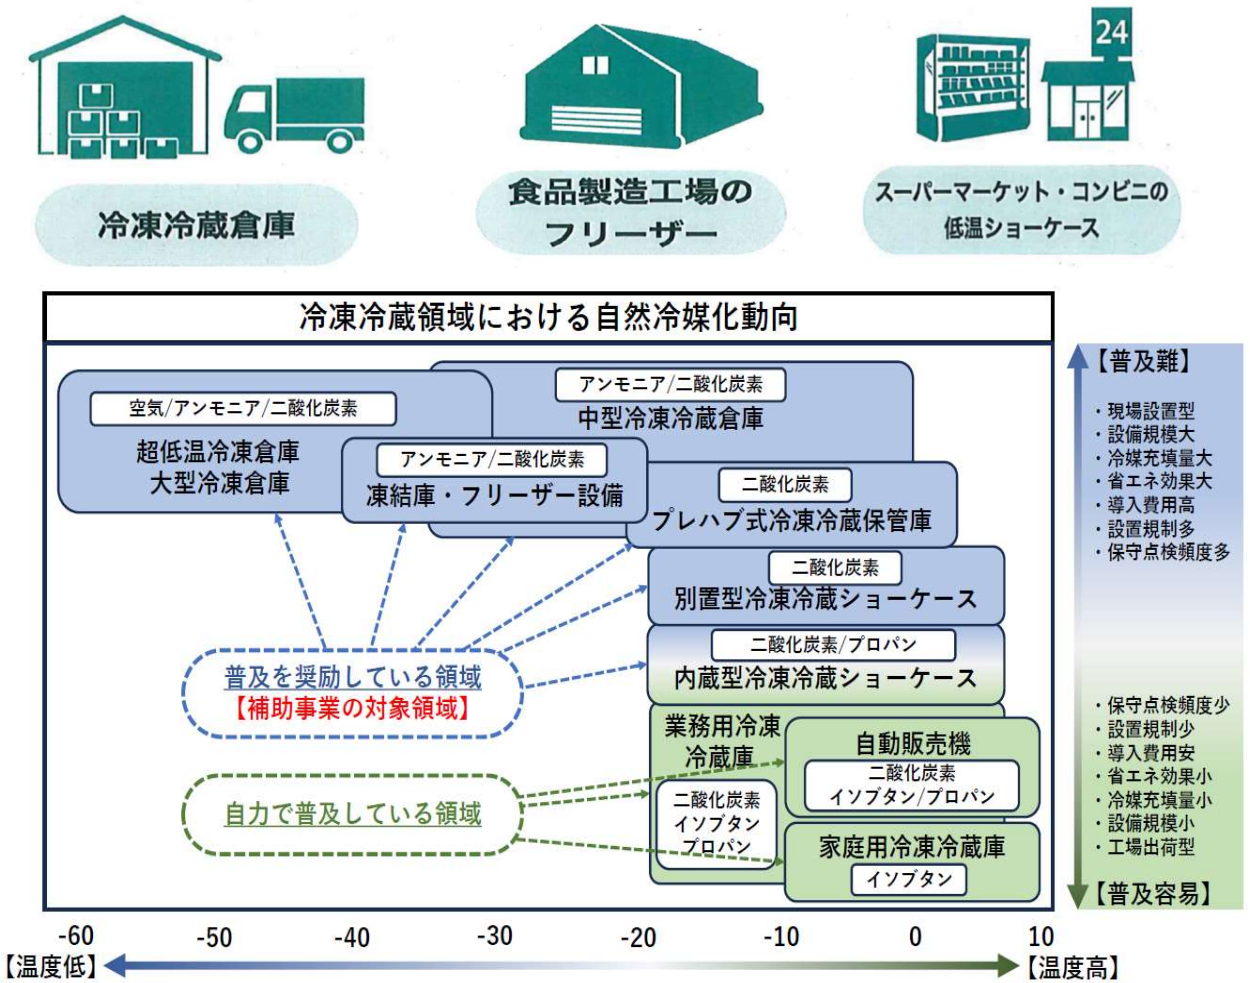 24
冷凍冷蔵倉庫
食品製造工場の
フリーザー
スーパーマーケット・コンビニの
低温ショーケース
冷凍冷蔵領域における自然冷媒化動向
空気/アンモニア/二酸化炭素
超低温冷凍倉庫
大型冷凍倉庫
アンモニア/二酸化炭素
中型冷凍冷蔵倉庫
アンモニア/二酸化炭素
凍結庫・フリーザー設備
二酸化炭素
プレハブ式冷凍冷蔵保管庫
二酸化炭素
別置型冷凍冷蔵ショーケース
二酸化炭素/プロパン
内蔵型冷凍冷蔵ショーケース
普及を奨励している領域
【補助事業の対象領域】
自力で普及している領域
業務用冷凍
冷蔵庫
二酸化炭素
イソブタン
プロパン
自動販売機
二酸化炭素
イソブタン/プロパン
家庭用冷凍冷蔵庫
イソブタン
【普及難】
・現場設置型
・設備規模大
・冷媒充填量大
・省エネ効果大
・導入費用高
・設置規制多
・保守点検頻度多
・保守点検頻度少
・設置規制少
・導入費用安
・省エネ効果小
・冷媒充填量小
・設備規模小
・工場出荷型
【普及容易】
-60 -50 -40 -30 -20 -10 0 10
【温度低】 【温度高】